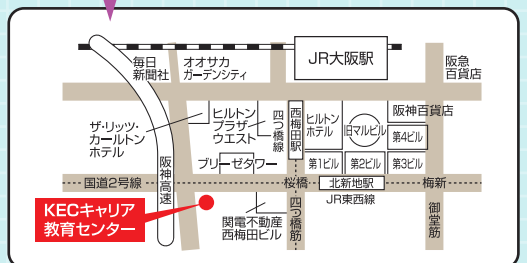 JR大阪駅
毎日
新聞社
オオサカ
ガーデンシティ
阪急
百貨店
ザ・リッツ・
カールトン
ホテル
ヒルトン
プラザ
ウエスト
四つ橋線
西梅田駅
ヒルトン
ホテル
旧マルビル
阪神百貨店
第4ビル
ブリーゼタワー
第1ビル
第2ビル
第3ビル
国道2号線
阪神高速
桜橋
北新地駅
梅新
JR東西線
KECキャリア
教育センター
関電不動産
西梅田ビル
四つ橋筋
御堂筋